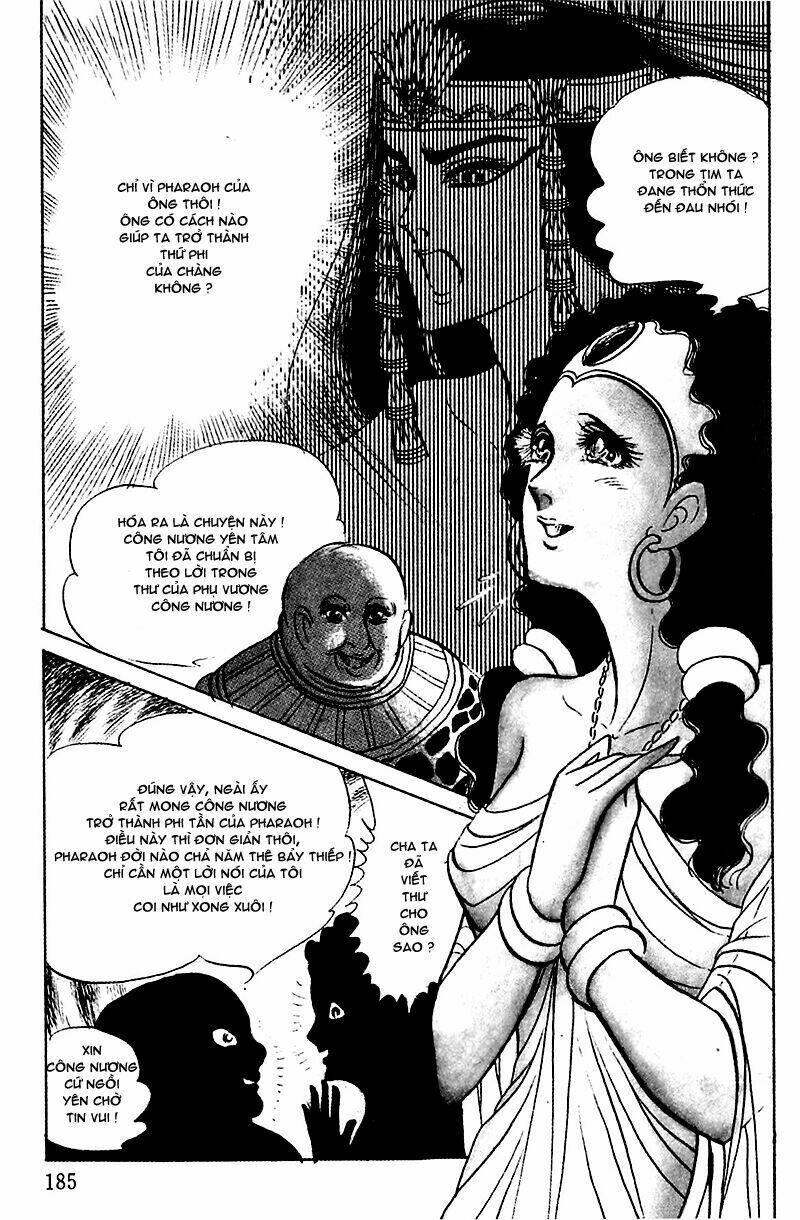 ÔNG BIẾT KHÔNG ?
TRONG TIM TA
ĐANG THỔN THỨC
ĐẾN ĐAU NHÓI !
CHỈ VÌ PHARAOH CỦA
ÔNG THÔI !
ÔNG CÓ CÁCH NÀO
GIÚP TA TRỞ THÀNH
THỨ PHI
CỦA CHÀNG
KHÔNG ?
HÓA RA LÀ CHUYỆN NÀY !
CÔNG NƯƠNG YÊN TÂM
TÔI ĐÃ CHUẨN BỊ
THEO LỜI TRONG
THƯ CỦA PHỤ VƯƠNG
CÔNG NƯƠNG !
CHA TA
ĐÃ
VIẾT
THƯ
CHO
ÔNG
SAO ?
ĐÚNG VẬY, NGÀI ẤY
RẤT MONG CÔNG NƯƠNG
TRỞ THÀNH PHI TẦN CỦA PHARAOH !
ĐIỀU NÀY THÌ ĐƠN GIẢN THÔI,
PHARAOH ĐỜI NÀO CHẢ NĂM THÊ BẢY THIẾP !
CHỈ CẦN MỘT LỜI NÓI CỦA TÔI
LÀ MỌI VIỆC
COI NHƯ XONG XUÔI !
XIN
CÔNG NƯƠNG
CỨ NGỒI
YÊN CHỜ
TIN VUI !
185